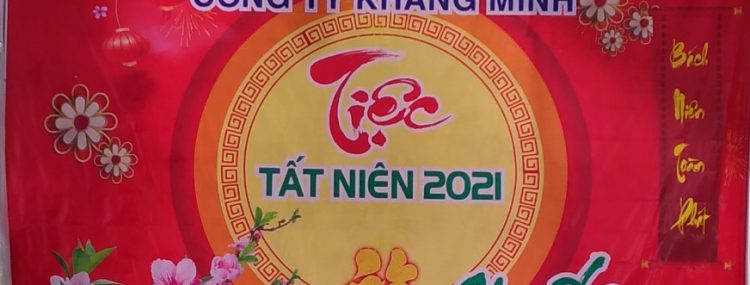 CÔNG TY KHANG MINH
Tiệc
TẤT NIÊN 2021
Bách
Niên
Toàn
Phát